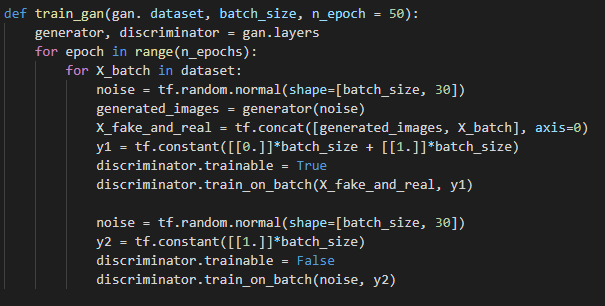 def train_gan(gan. dataset, batch_size, n_epoch = 50):
generator, discriminator = gan.layers
for epoch in range(n_epochs):
for X_batch in dataset:
noise = tf.random.normal(shape=[batch_size, 30])
generated_images = generator(noise)
X_fake_and_real = tf.concat([generated_images, X_batch], axis=0)
y1 = tf.constant([[0.]]*batch_size + [[1.]]*batch_size)
discriminator.trainable = True
discriminator.train_on_batch(X_fake_and_real, y1)
noise = tf.random.normal(shape=[batch_size, 30])
y2 = tf.constant([[1.]]*batch_size)
discriminator.trainable = False
discriminator.train_on_batch(noise, y2)